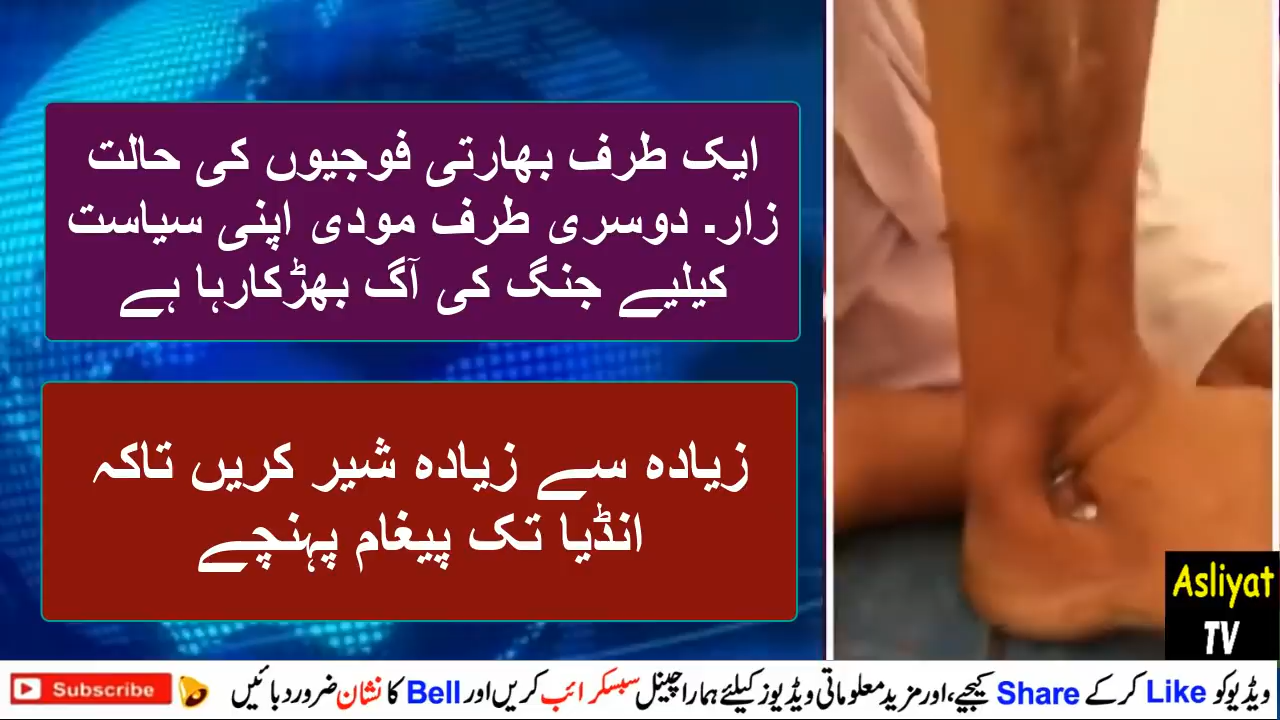 ایک طرف بھارتی فوجیوں کی حالت
زار۔ دوسری طرف مودی اپنی سیاست
کیلیے جنگ کی آگ بھڑکارہا ہے
زیادہ سے زیادہ شیر کریں تاکہ
انڈیا تک پیغام پہنچے
Asliyat
TV
Subscribe
ویڈیو کو Like کر کے Share کیجیے، اور مزید معلوماتی ویڈیوز کیلئے ہمارا چینل سبسکرائب کریں اور Bell کا نشان ضرور دبائیں